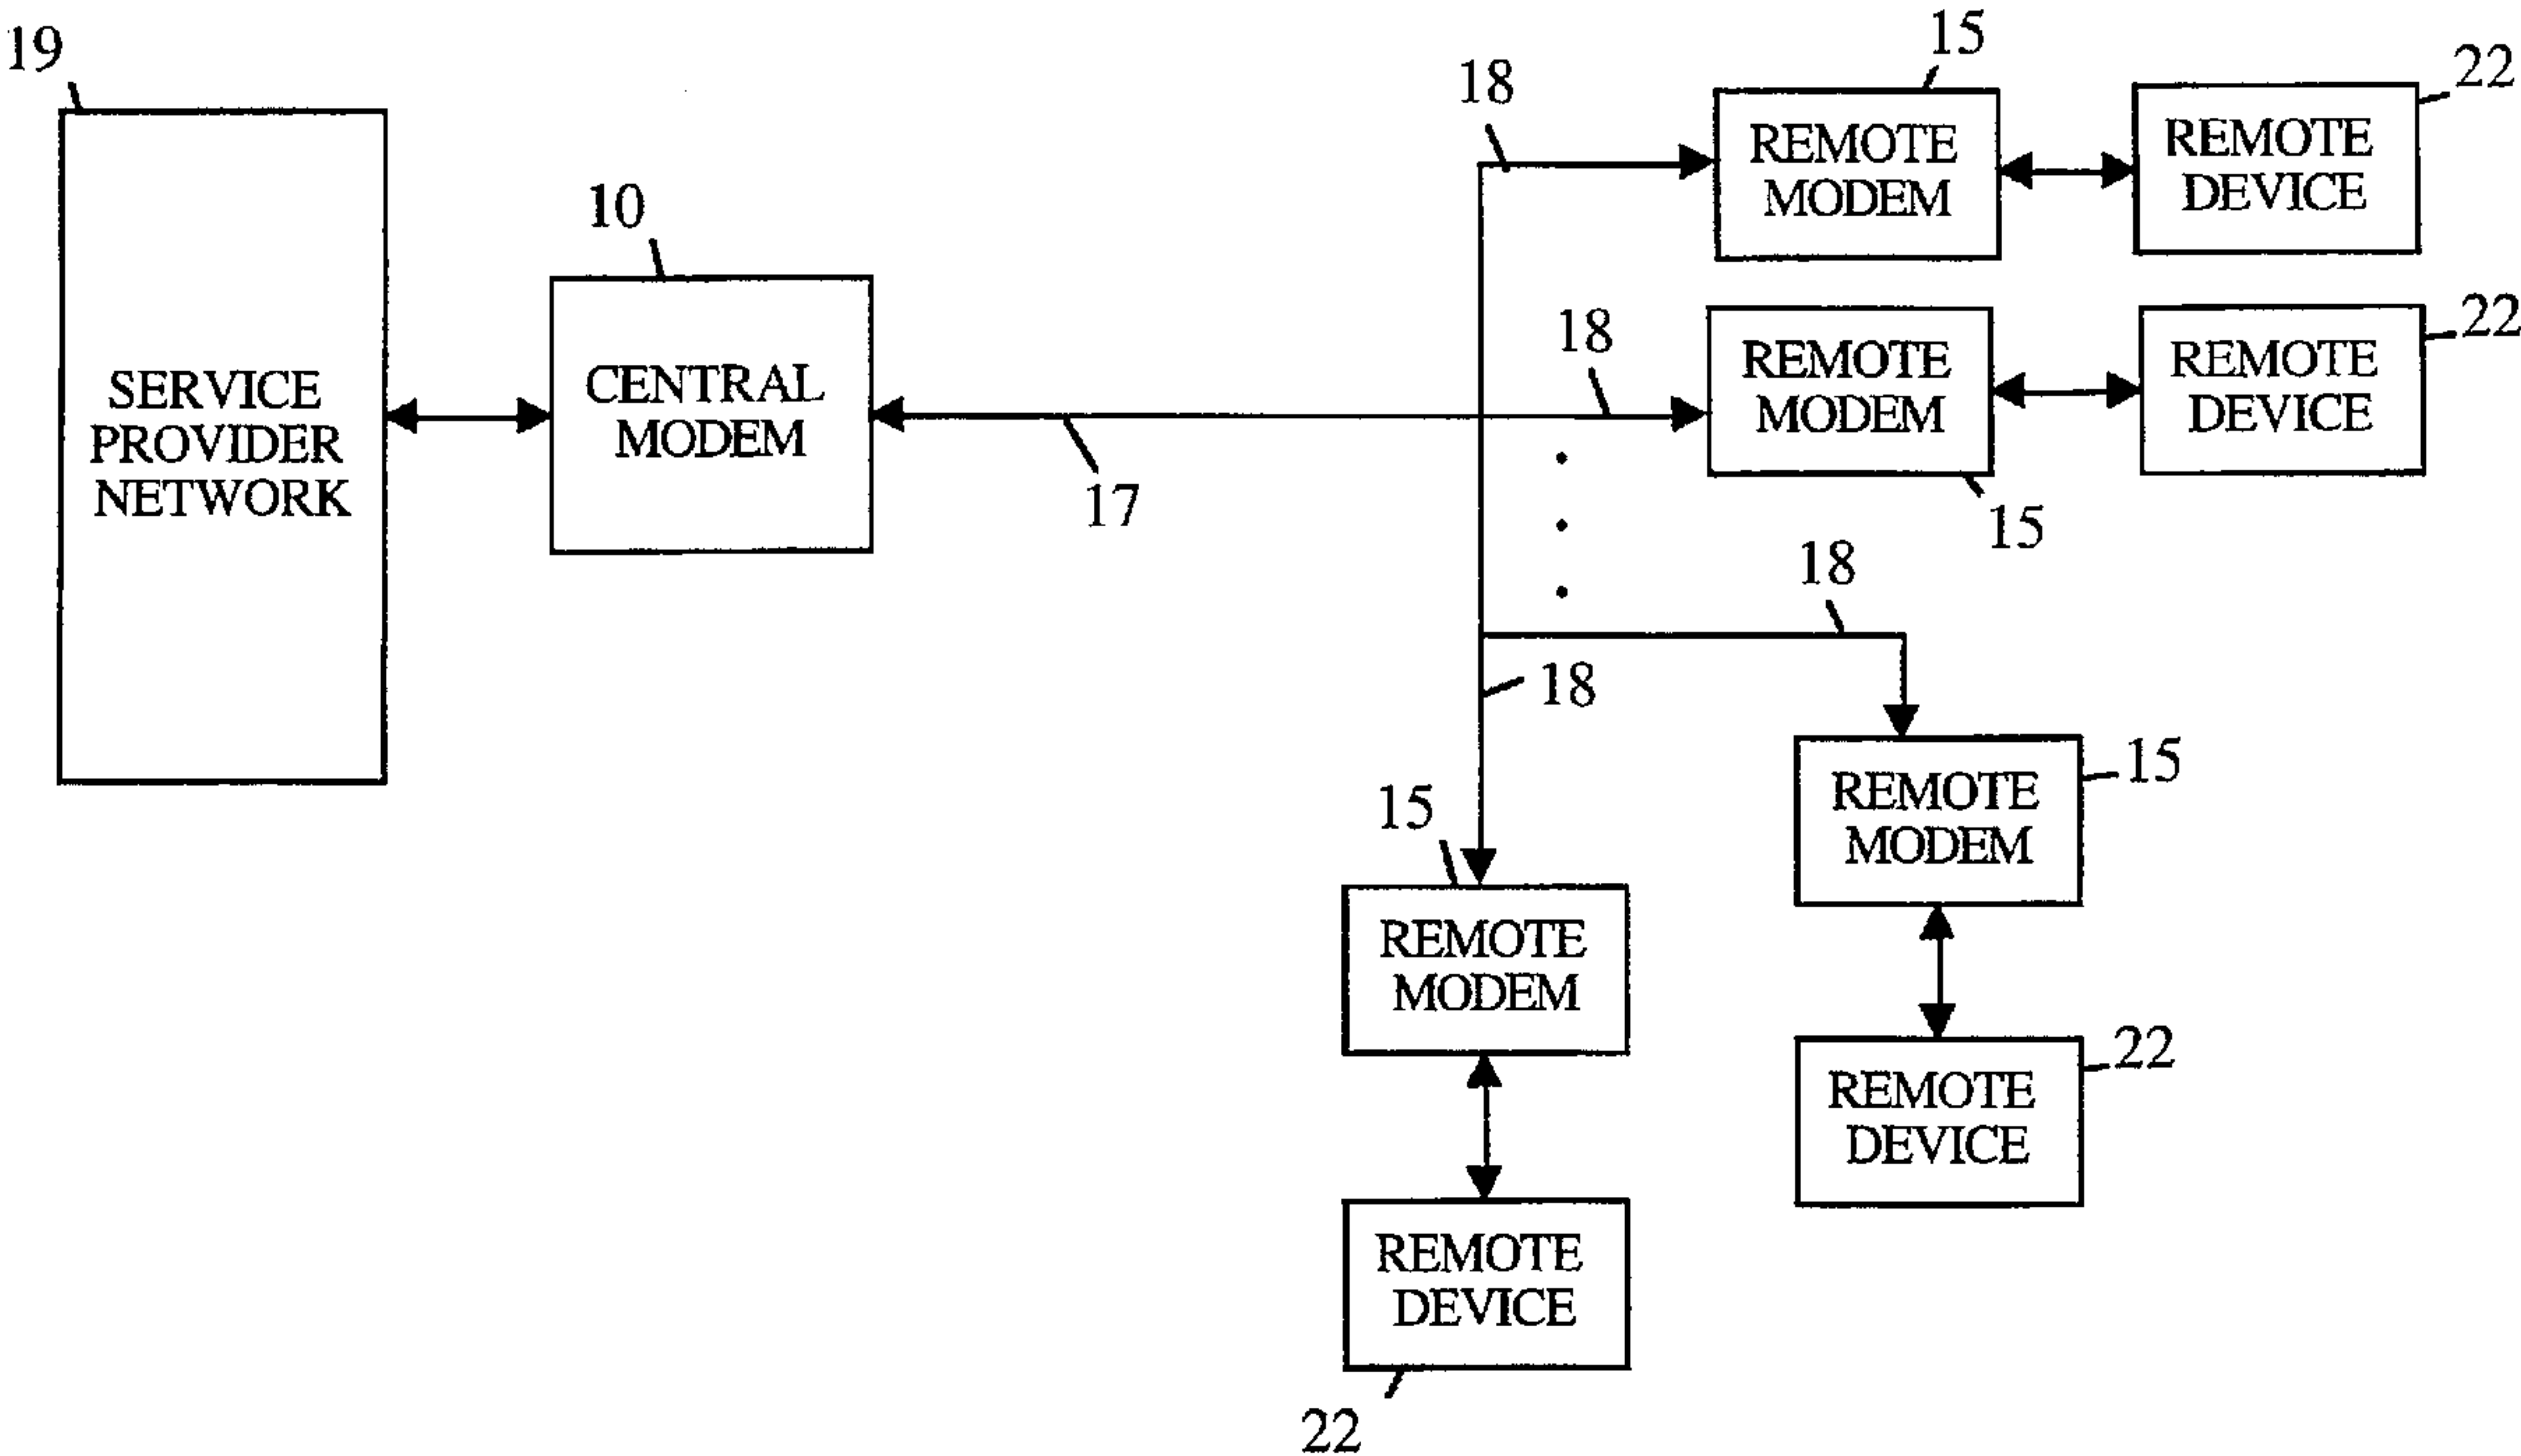 19
SERVICE
PROVIDER
NETWORK
10
CENTRAL
MODEM
17
18
15
REMOTE
MODEM
22
REMOTE
DEVICE
18
REMOTE
MODEM
15
22
REMOTE
DEVICE
18
15
REMOTE
MODEM
22
REMOTE
DEVICE
18
15
REMOTE
MODEM
REMOTE
DEVICE
22